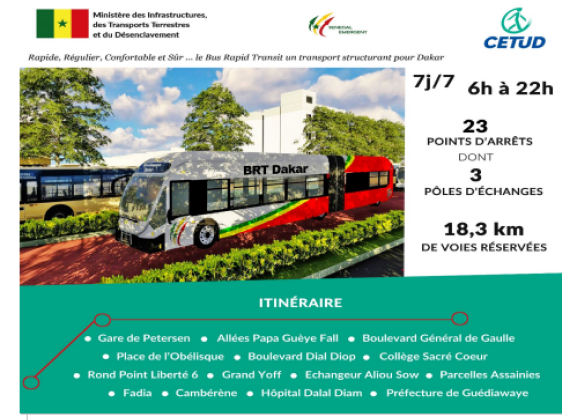 Ministère des Infrastructures,
des Transports Terrestres
et du Désenclavement
SENEGAL
EMERGENT
CETUD
Rapide, Régulier, Confortable et Sûr ... le Bus Rapid Transit un transport structurant pour Dakar
7j/7 6h à 22h
23
POINTS D'ARRÊTS
DONT
3
PÔLES D'ÉCHANGES
18,3 km
DE VOIES RÉSERVÉES
BRT Dakar
ITINÉRAIRE
• Gare de Petersen • Allées Papa Guèye Fall • Boulevard Général de Gaulle
• Place de l'Obélisque • Boulevard Dial Diop • Collège Sacré Coeur
• Rond Point Liberté 6 • Grand Yoff • Echangeur Aliou Sow • Parcelles Assainies
• Fadia • Cambérène • Hôpital Dalal Diam • Préfecture de Guédiawaye